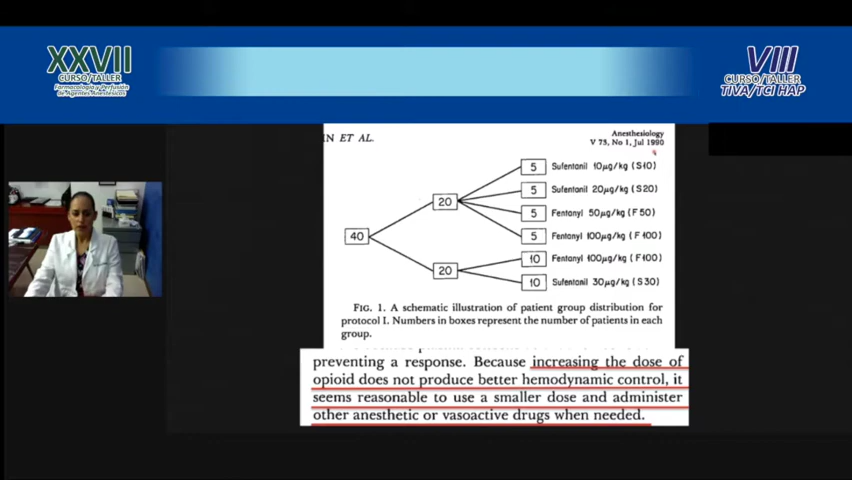 XXVII
CURSO/TALLER
Farmacología y Perfusión
de Agentes Anestésicos
VIII
CURSO/TALLER
TIVA/TCI HAP
IN ET AL.
Anesthesiology
V 73, No 1, Jul 1990
40
20
20
5 Sufentanil 10µg/kg (S10)
5 Sufentanil 20µg/kg (S20)
5 Fentanyl 50µg/kg (F50)
5 Fentanyl 100µg/kg (F100)
10 Fentanyl 100µg/kg (F100)
10 Sufentanil 30µg/kg (S30)
FIG. 1. A schematic illustration of patient group distribution for
protocol I. Numbers in boxes represent the number of patients in each
group.
preventing a response. Because increasing the dose of
opioid does not produce better hemodynamic control, it
seems reasonable to use a smaller dose and administer
other anesthetic or vasoactive drugs when needed.